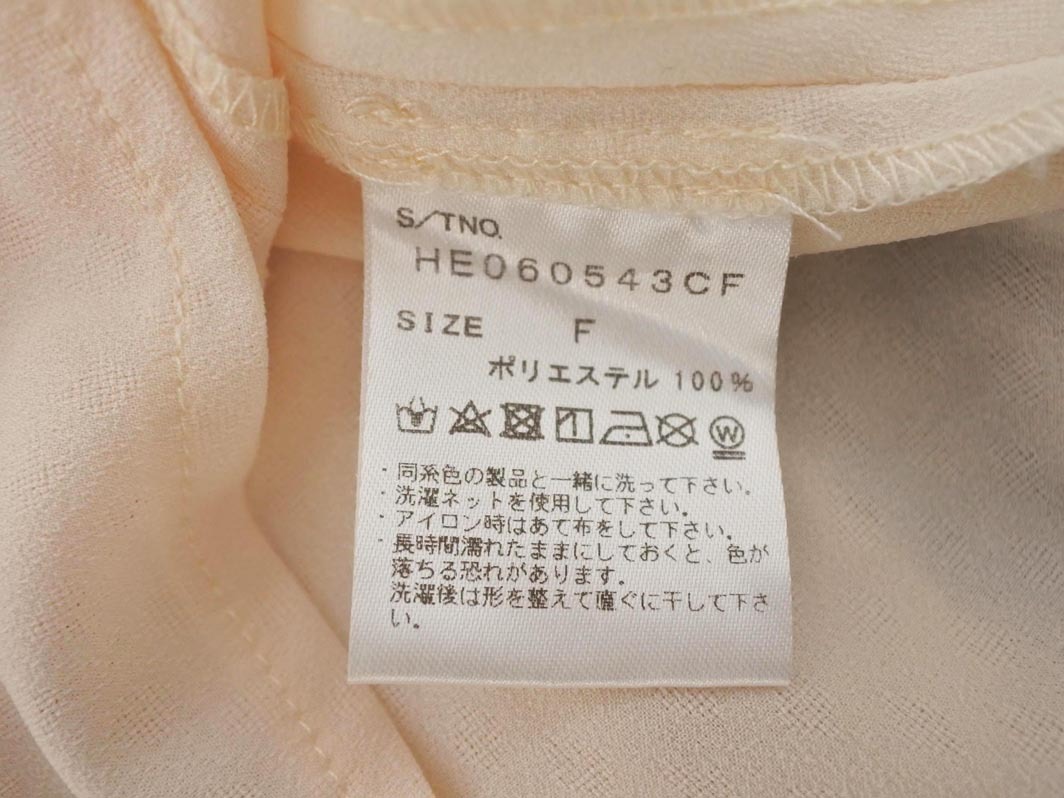 S/TNO.
HE060543CF
SIZE F
ポリエステル 100%
W
・同系色の製品と一緒に洗って下さい。
・洗濯ネットを使用して下さい。
・アイロン時はあて布をして下さい。
・長時間濡れたままにしておくと、色が
落ちる恐れがあります。
洗濯後は形を整えて直ぐに干して下さ
い。